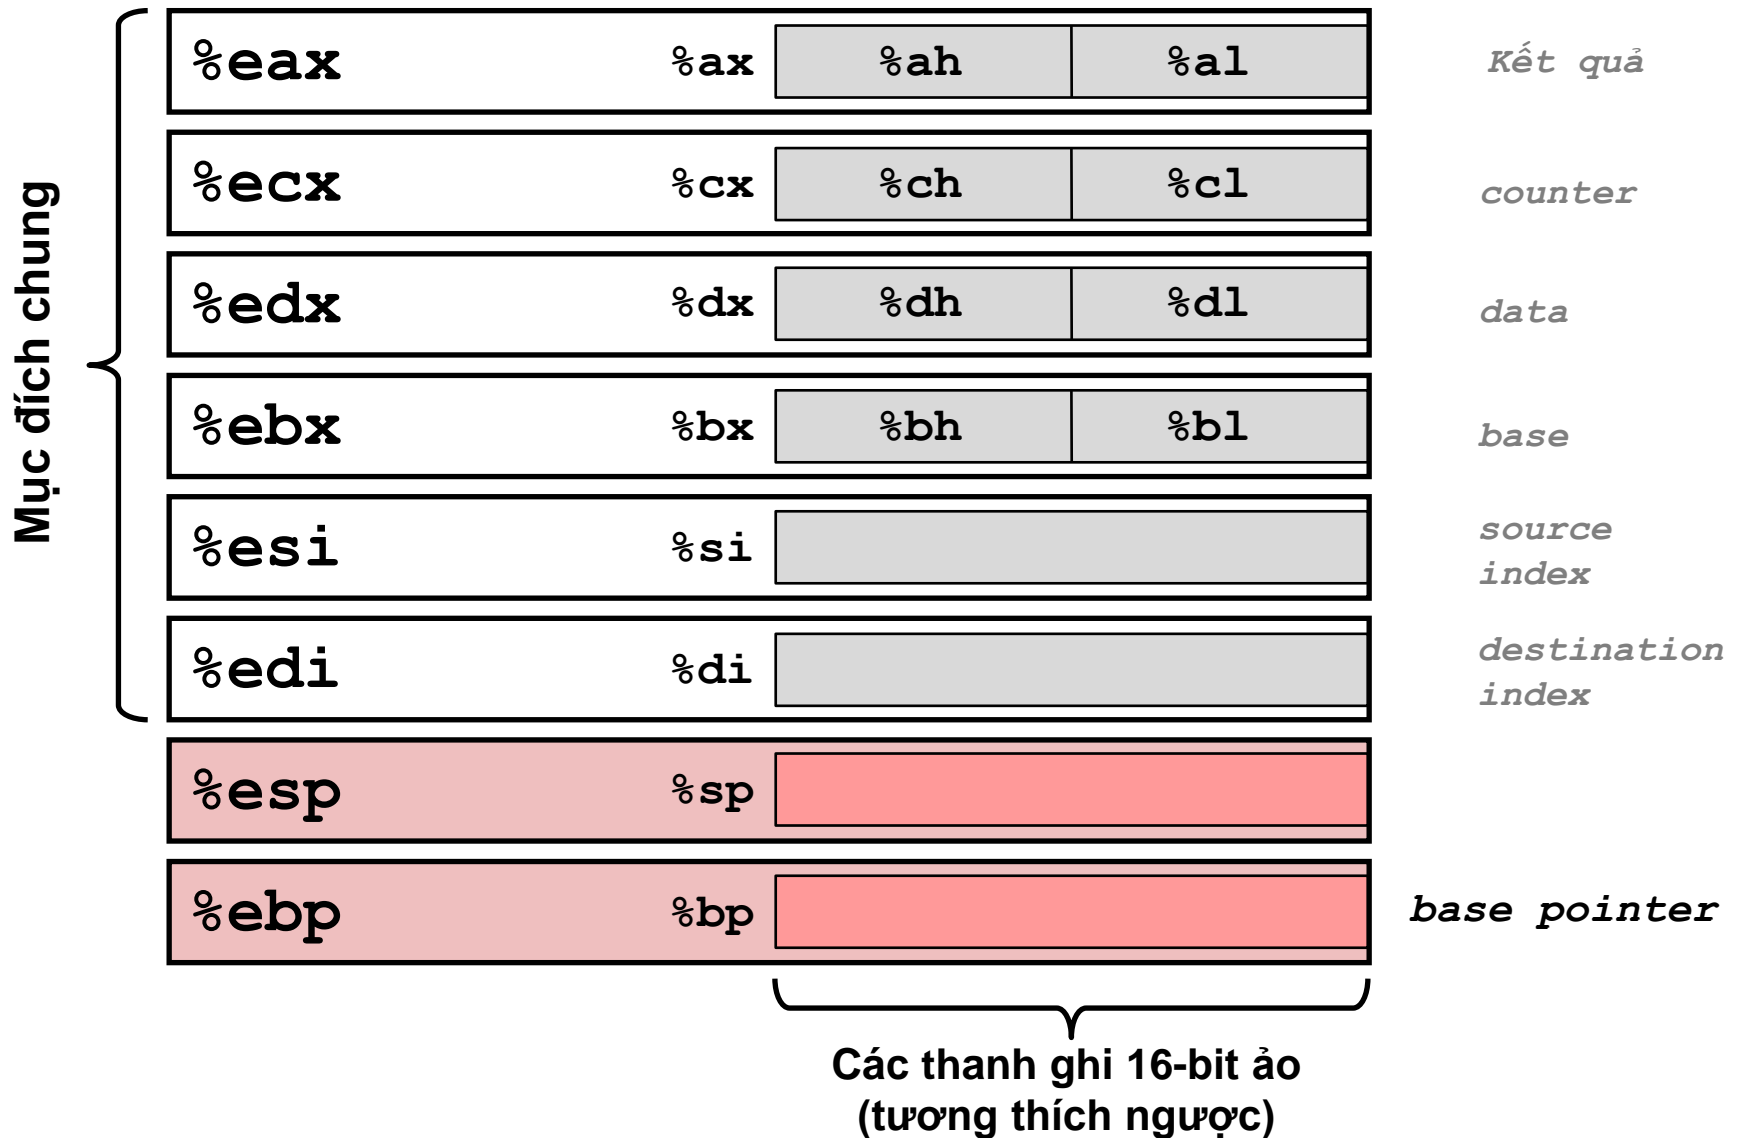 Mục đích chung
%eax %ax %ah %al Kết quả
%ecx %cx %ch %cl counter
%edx %dx %dh %dl data
%ebx %bx %bh %bl base
%esi %si source
index
%edi %di destination
index
%esp %sp
%ebp %bp base pointer
Các thanh ghi 16-bit ảo
(tương thích ngược)